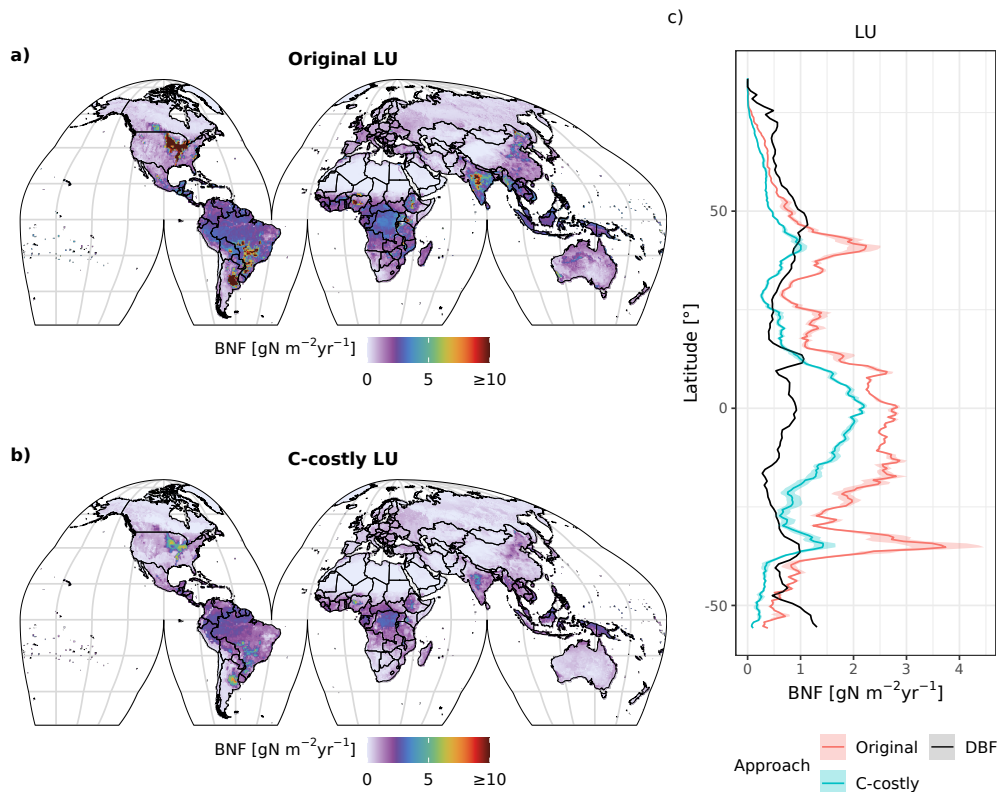 a)
Original LU
BNF [gN m⁻²yr⁻¹]
0 5 ≥10
b)
C-costly LU
BNF [gN m⁻²yr⁻¹]
0 5 ≥10
c)
LU
Latitude [°]
50
0
-50
0 1 2 3 4
BNF [gN m⁻²yr⁻¹]
Approach
Original
DBF
C-costly